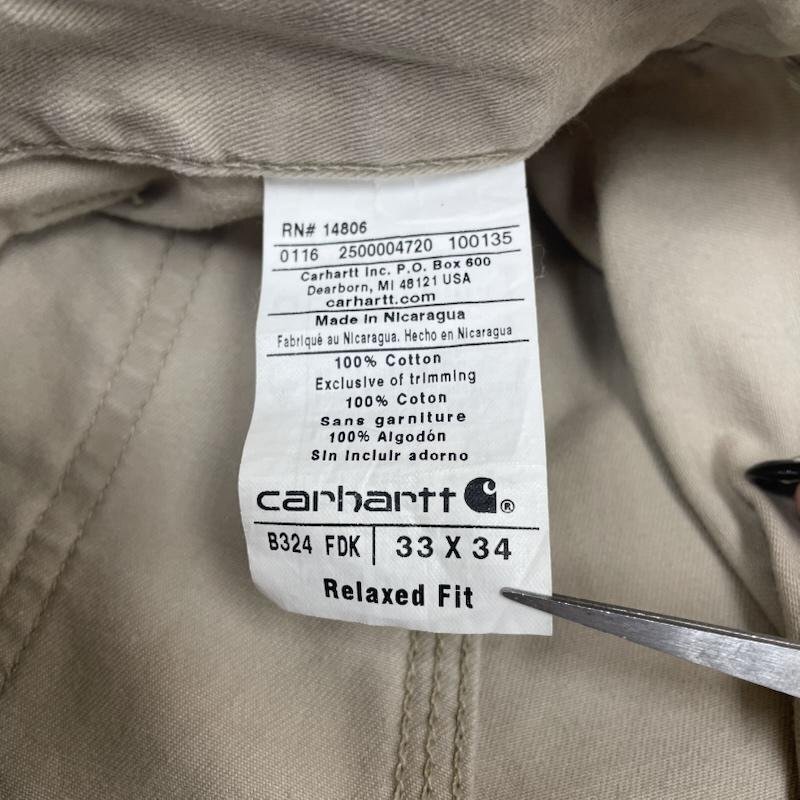 RN# 14806
0116 2500004720 100135
Carhartt Inc. P.O. Box 600
Dearborn, MI 48121 USA
carhartt.com
Made in Nicaragua
Fabriqué au Nicaragua. Hecho en Nicaragua
100% Cotton
Exclusive of trimming
100% Coton
Sans garniture
100% Algodón
Sin incluir adorno
carhartt ®
B324 FDK | 33 X 34
Relaxed Fit